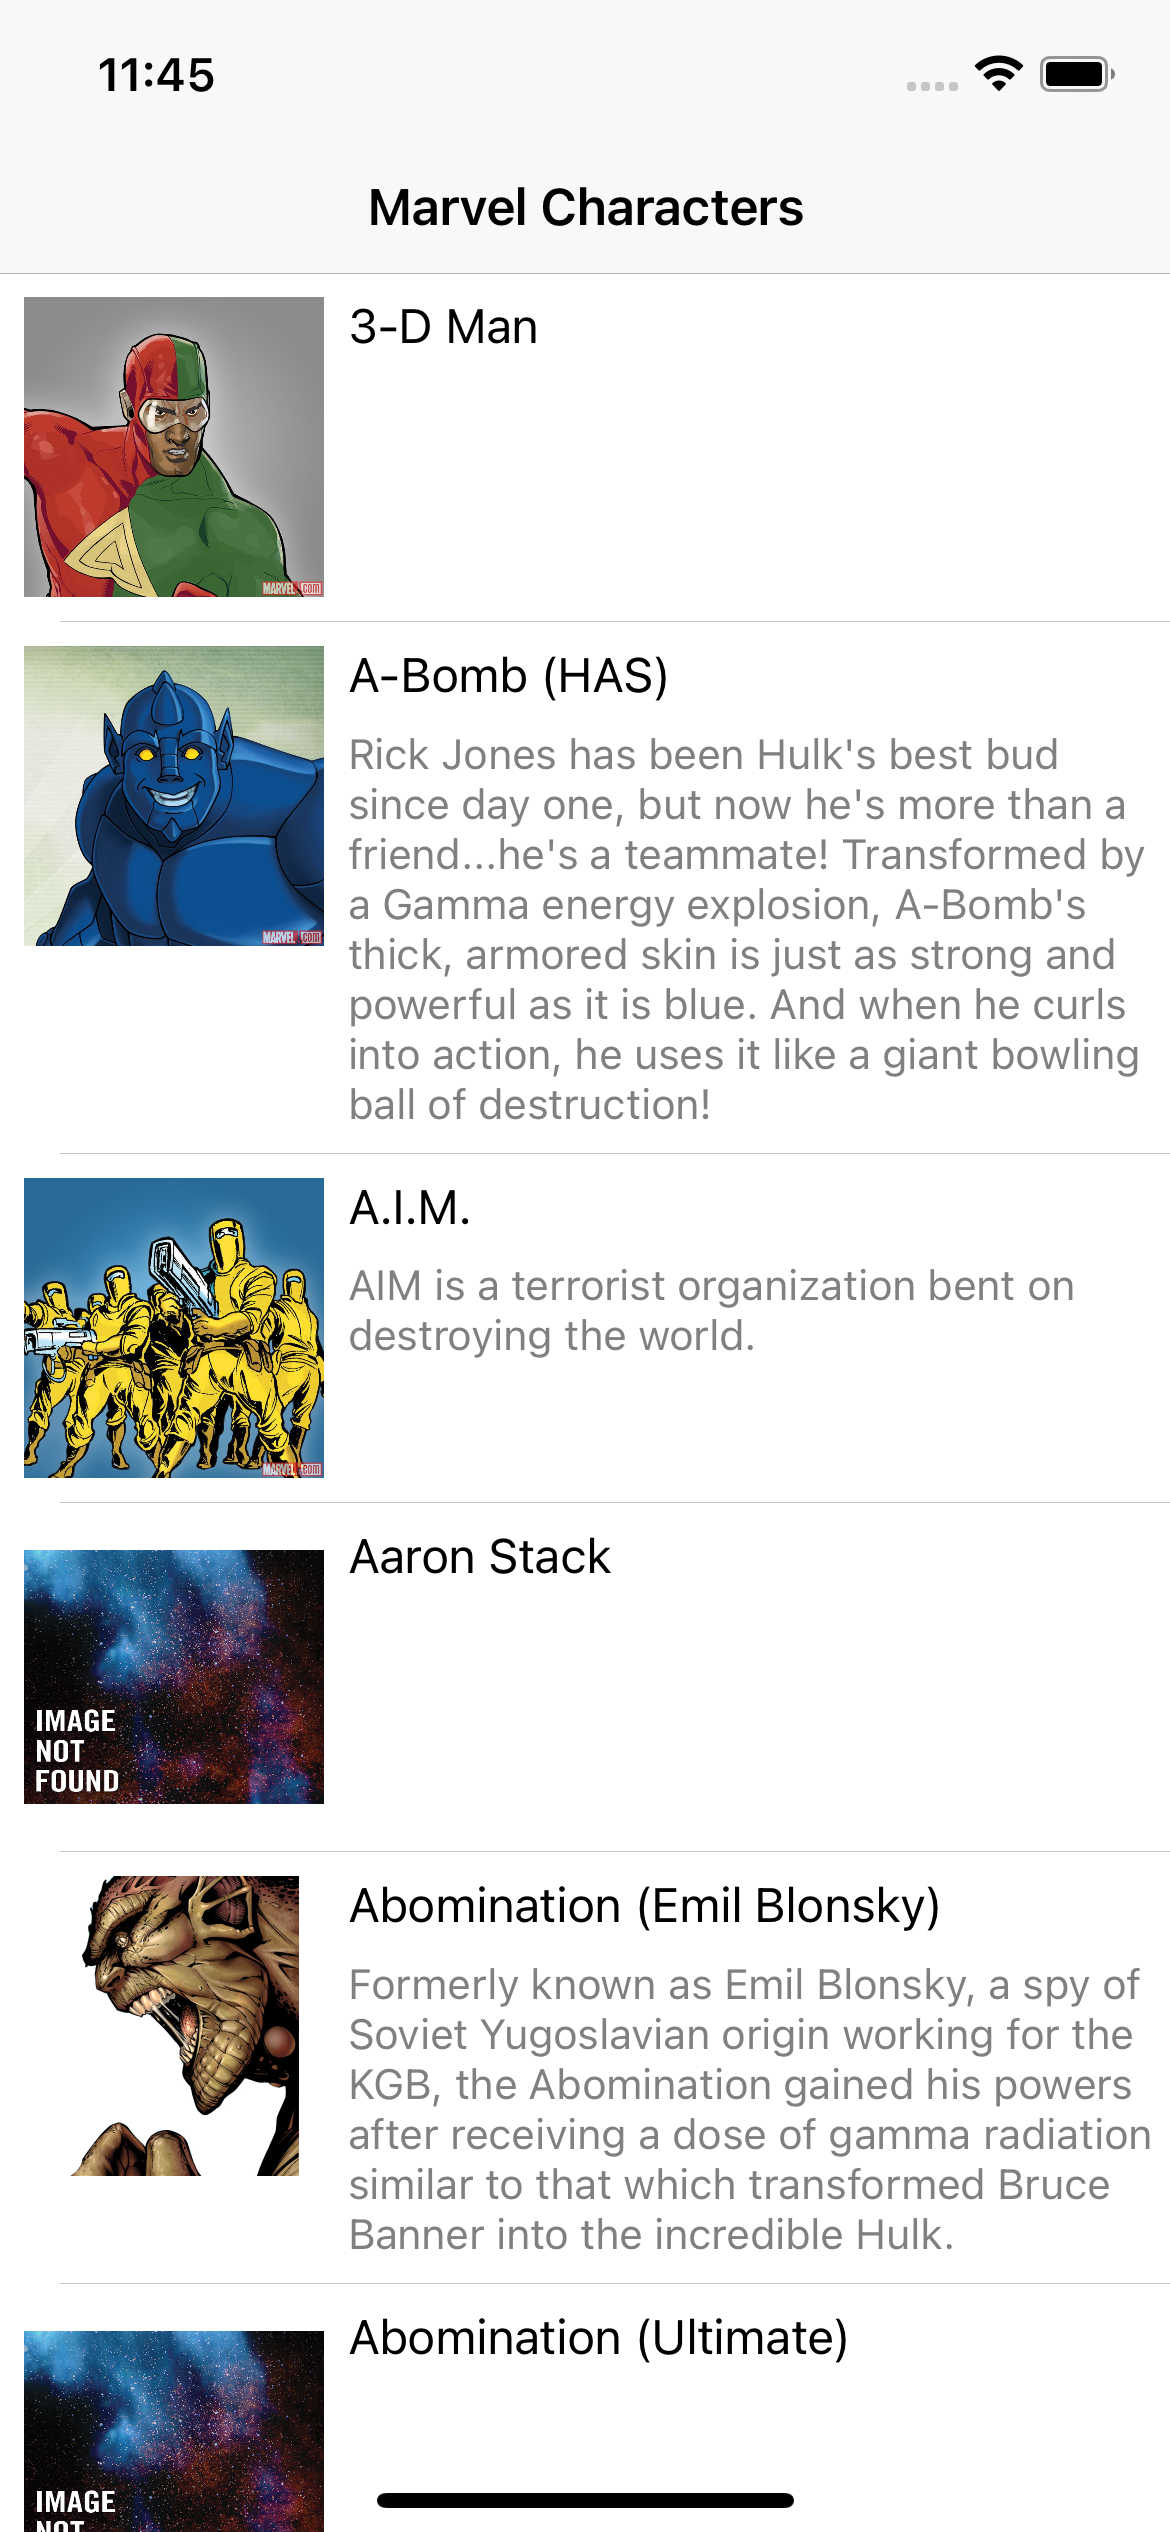 11:45
Marvel Characters
3-D Man
MARVEL.com
A-Bomb (HAS)
Rick Jones has been Hulk's best bud
since day one, but now he's more than a
friend...he's a teammate! Transformed by
a Gamma energy explosion, A-Bomb's
thick, armored skin is just as strong and
powerful as it is blue. And when he curls
into action, he uses it like a giant bowling
ball of destruction!
MARVEL.com
A.I.M.
AIM is a terrorist organization bent on
destroying the world.
MARVEL.com
Aaron Stack
IMAGE
NOT
FOUND
Abomination (Emil Blonsky)
Formerly known as Emil Blonsky, a spy of
Soviet Yugoslavian origin working for the
KGB, the Abomination gained his powers
after receiving a dose of gamma radiation
similar to that which transformed Bruce
Banner into the incredible Hulk.
Abomination (Ultimate)
IMAGE
NOT